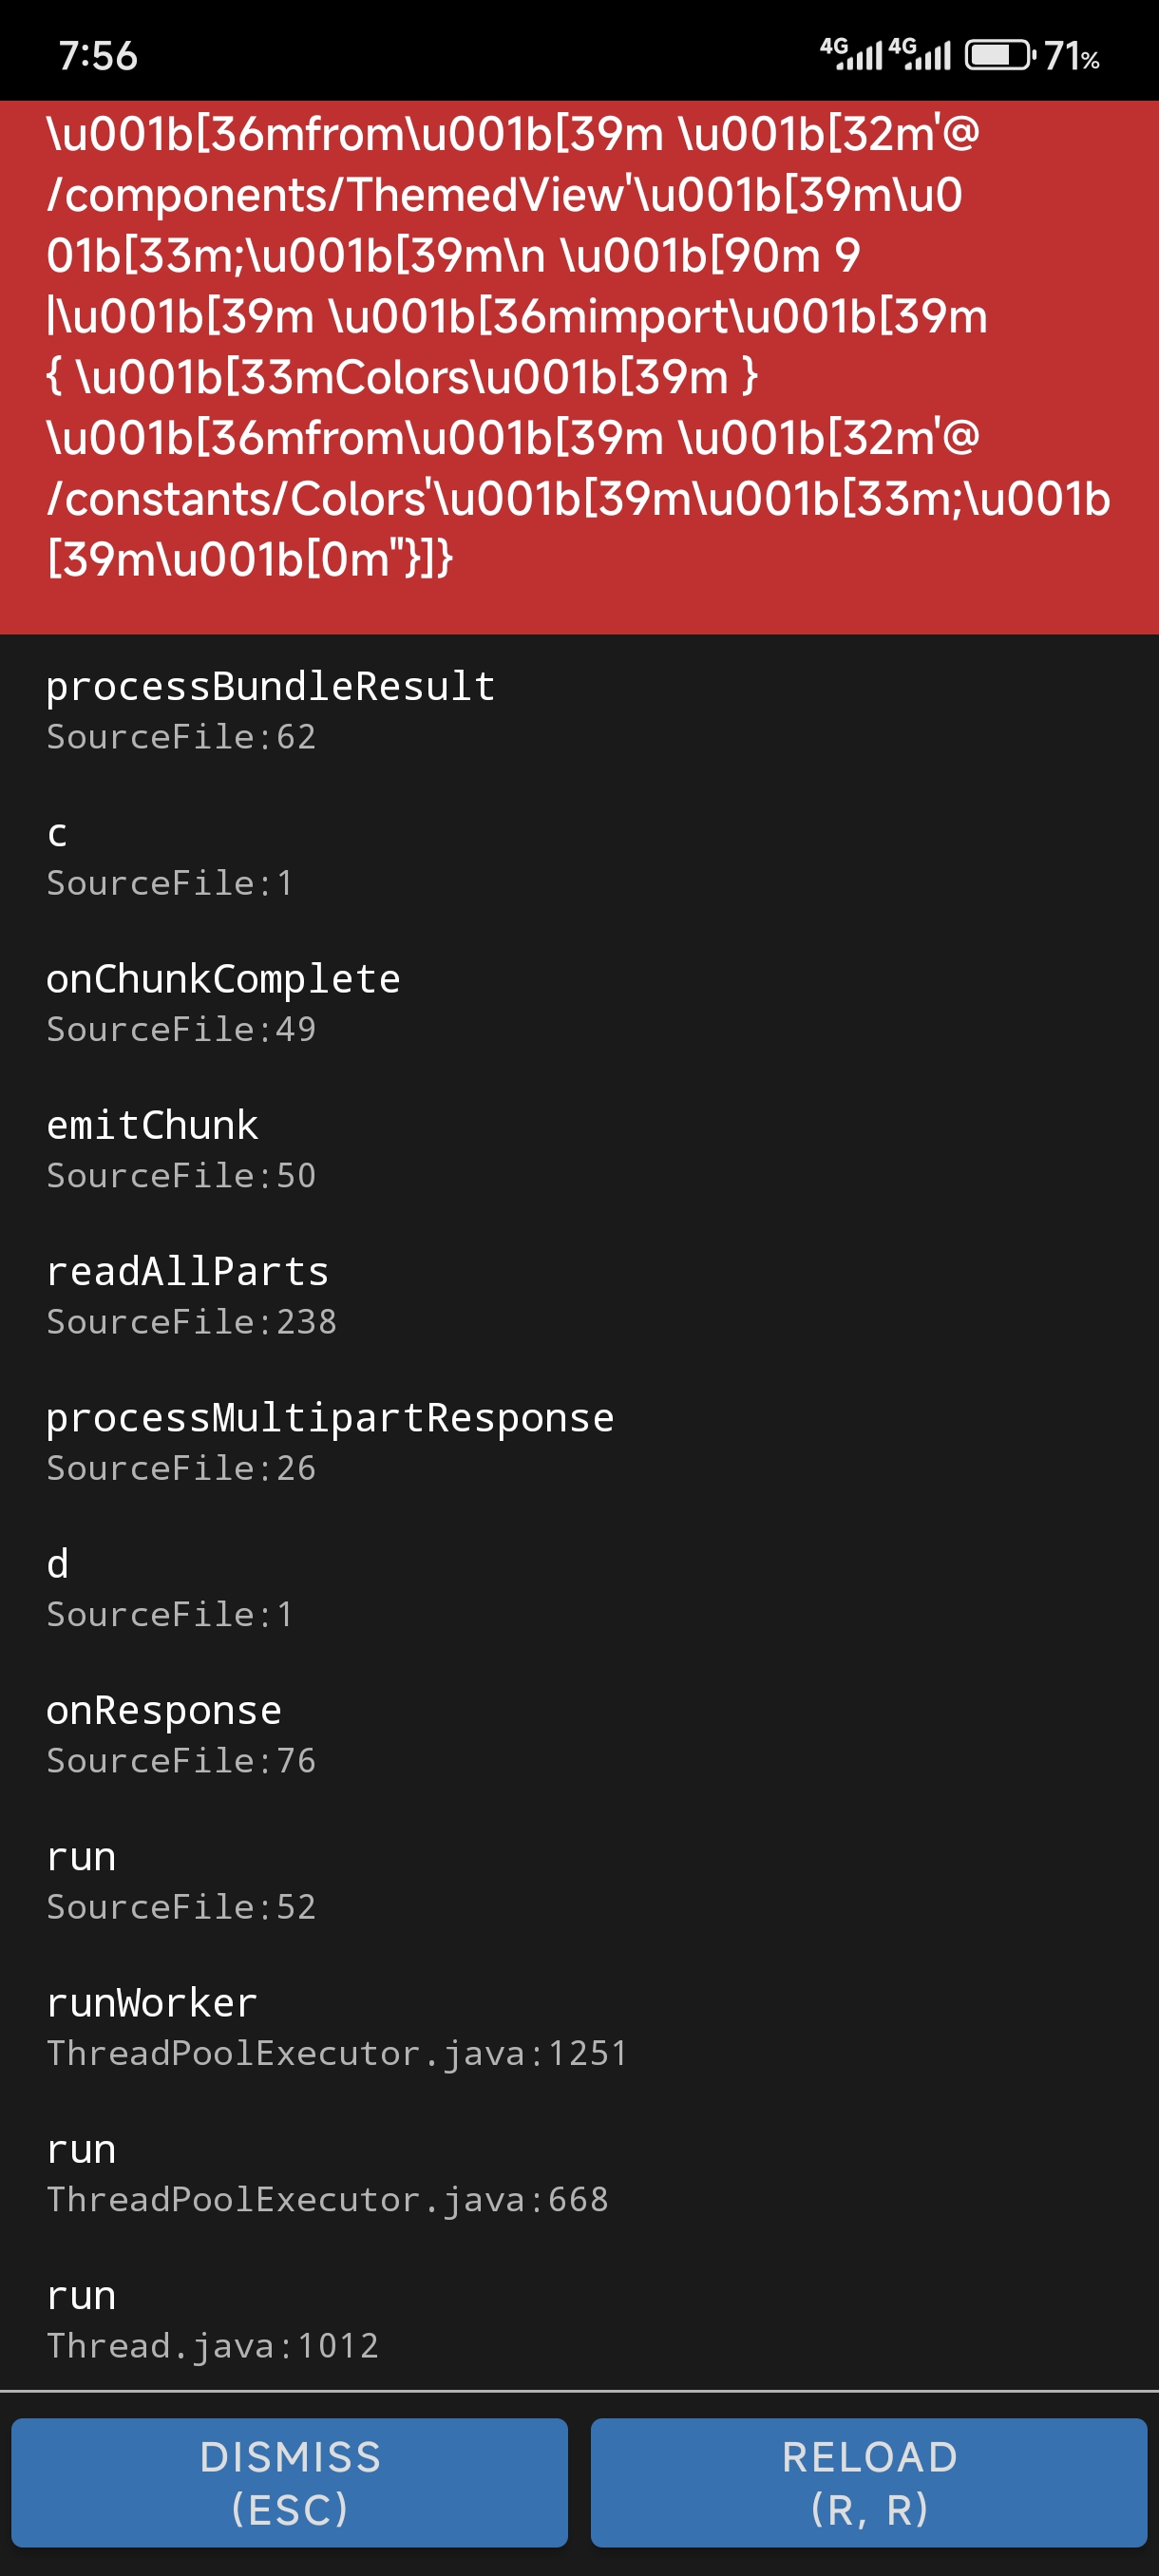 7:56 4G 4G 71%
\u001b[36mfrom\u001b[39m \u001b[32m'@
/components/ThemedView'\u001b[39m\u0
01b[33m;\u001b[39m\n \u001b[90m 9
|\u001b[39m \u001b[36mimport\u001b[39m
{ \u001b[33mColors\u001b[39m }
\u001b[36mfrom\u001b[39m \u001b[32m'@
/constants/Colors'\u001b[39m\u001b[33m;\u001b
[39m\u001b[0m"}]}
processBundleResult
SourceFile:62
c
SourceFile:1
onChunkComplete
SourceFile:49
emitChunk
SourceFile:50
readAllParts
SourceFile:238
processMultipartResponse
SourceFile:26
d
SourceFile:1
onResponse
SourceFile:76
run
SourceFile:52
runWorker
ThreadPoolExecutor.java:1251
run
ThreadPoolExecutor.java:668
run
Thread.java:1012
DISMISS
(ESC)
RELOAD
(R, R)